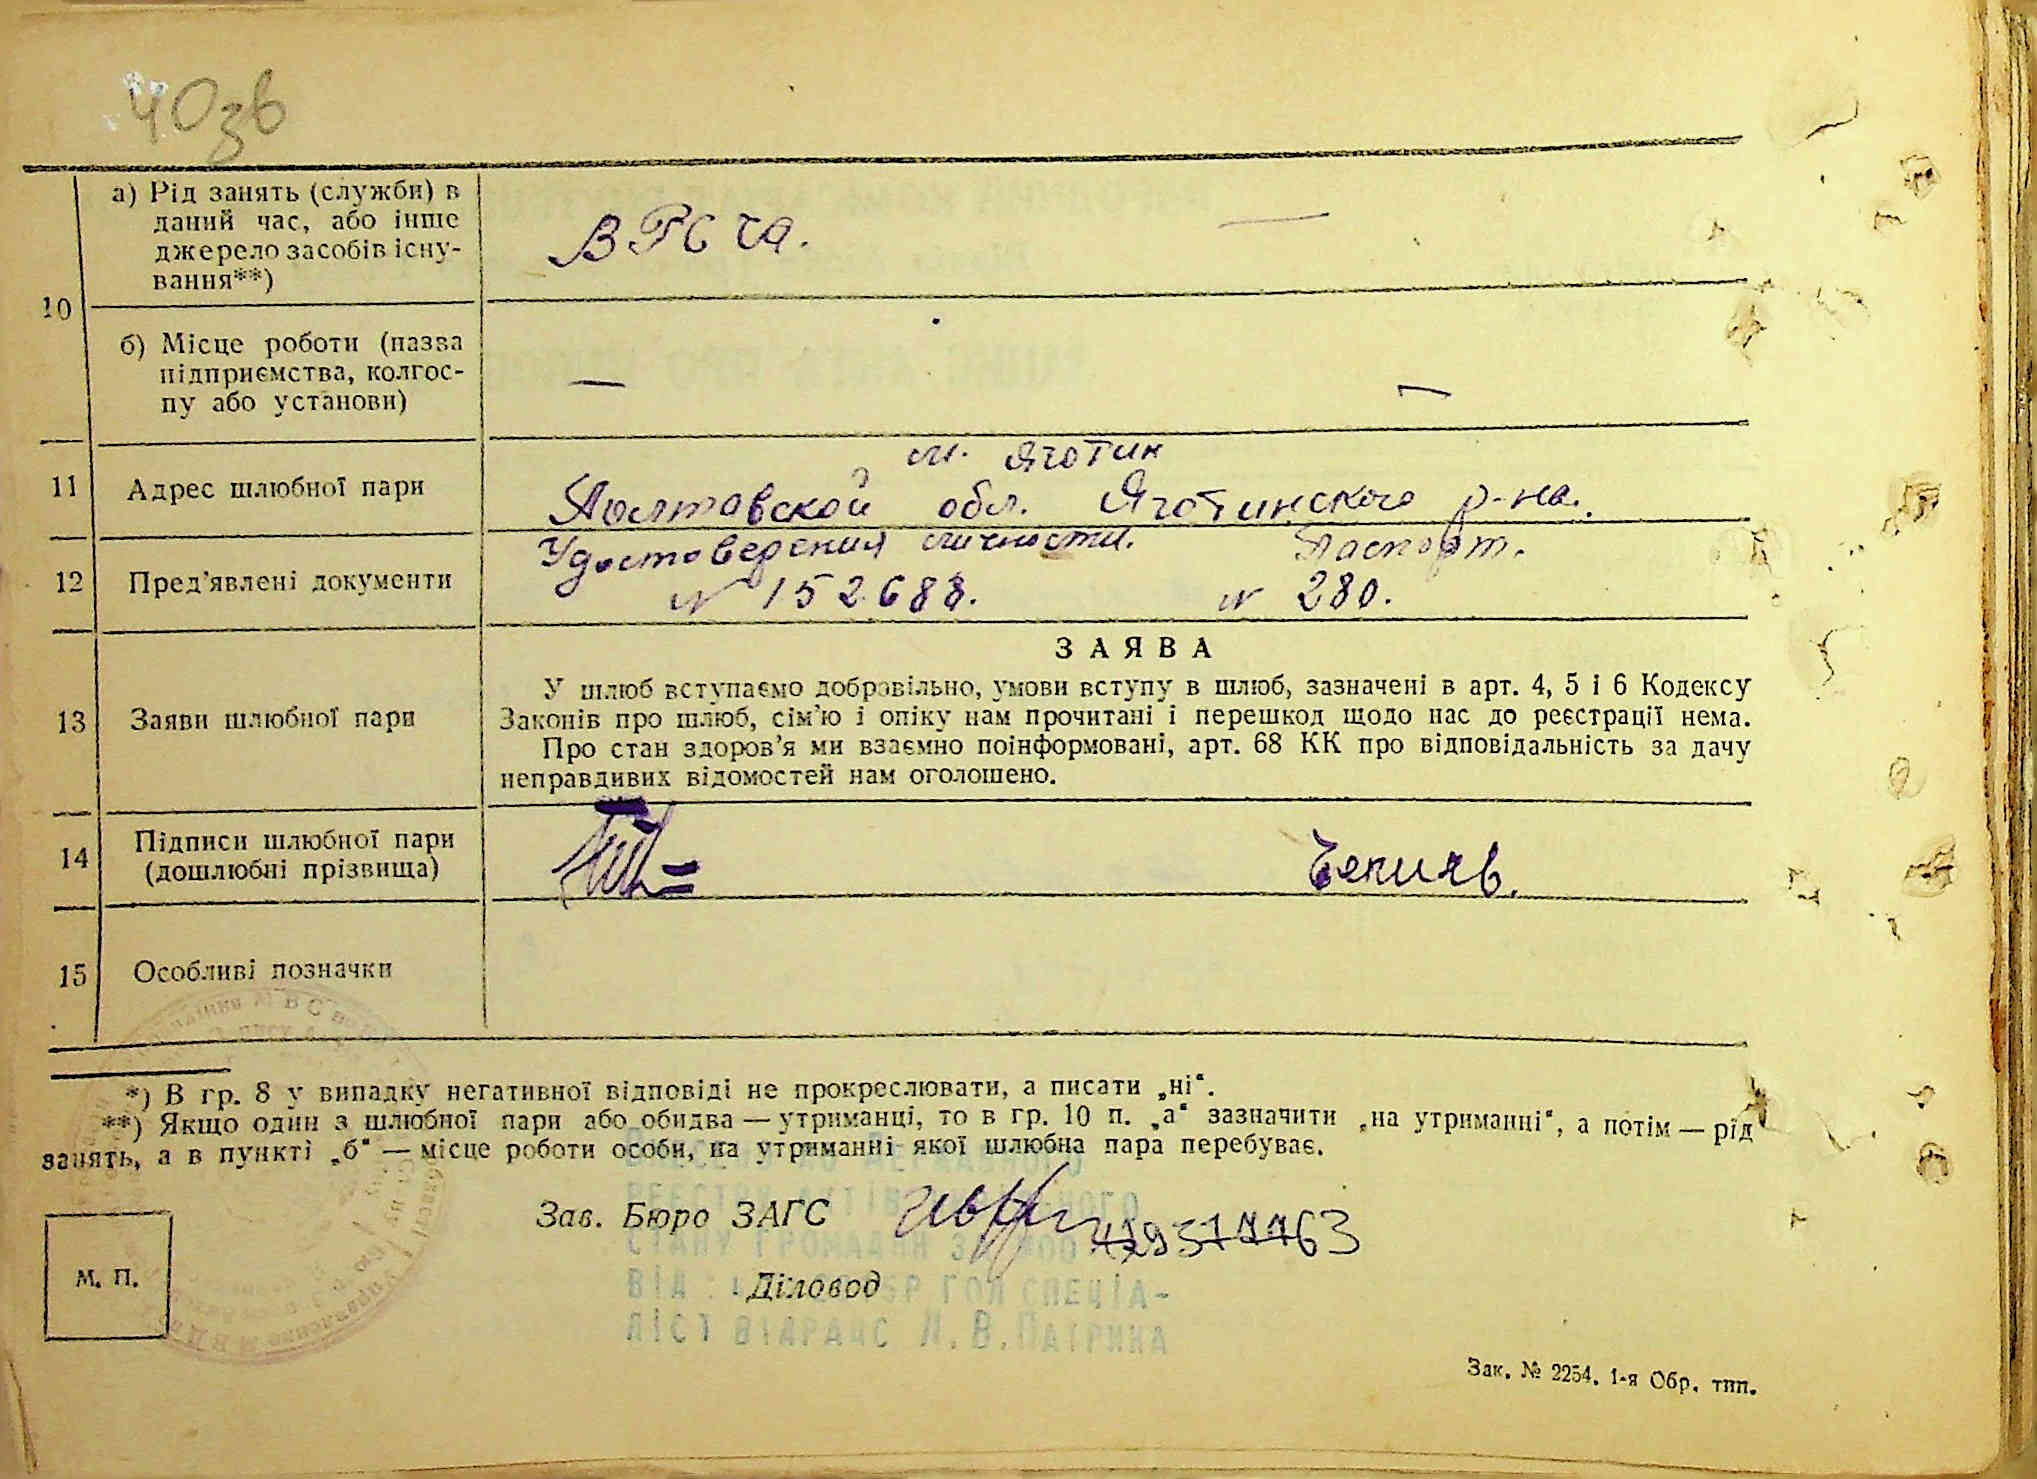 40зв
10
а) Рід занять (служби) в
даний час, або інше
джерело засобів існу-
вання**)
—
б) Місце роботи (назва
підприємства, колгос-
пу або установи)
— —
11 Адрес шлюбної пари
м. Яготин
Полтавской обл. Яготинского р-на.
12 Пред'явлені документи
Удостоверения личности. Паспорт.
N 152688. N 280.
13 Заяви шлюбної пари
ЗАЯВА
У шлюб вступаємо добровільно, умови вступу в шлюб, зазначені в арт. 4, 5 і 6 Кодексу
Законів про шлюб, сім'ю і опіку нам прочитані і перешкод щодо нас до реєстрації нема.
Про стан здоров'я ми взаємно поінформовані, арт. 68 КК про відповідальність за дачу
неправдивих відомостей нам оголошено.
14 Підписи шлюбної пари
(дошлюбні прізвища)
15 Особливі позначки
*) В гр. 8 у випадку негативної відповіді не прокреслювати, а писати „ні“.
**) Якщо один з шлюбної пари або обидва — утриманці, то в гр. 10 п. „а“ зазначити „на утриманні“, а потім — рід
занять, а в пункті „б“ — місце роботи особи, на утриманні якої шлюбна пара перебуває.
Зав. Бюро ЗАГС
Діловод
М. П.
Зак. № 2254. 1-я Обр. тип.